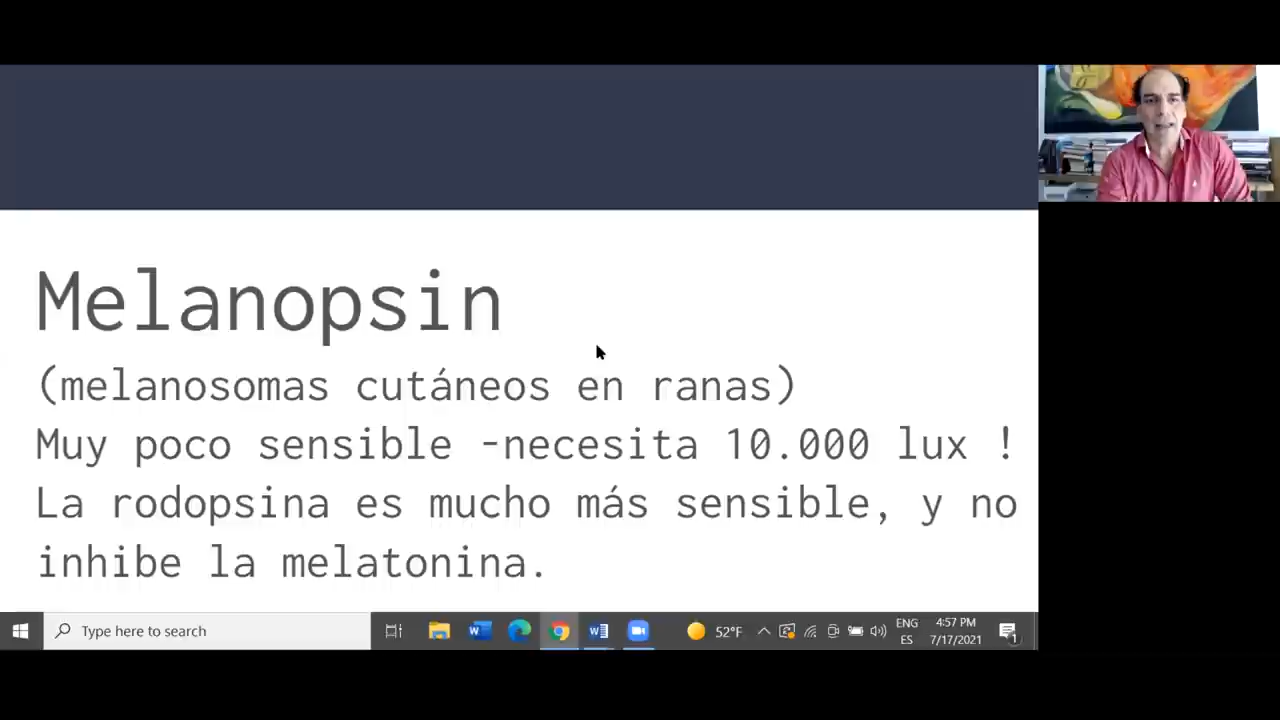 Melanopsin
(melanosomas cutáneos en ranas)
Muy poco sensible -necesita 10.000 lux !
La rodopsina es mucho más sensible, y no
inhibe la melatonina.
Type here to search
52°F
ENG
ES
4:57 PM
7/17/2021
1